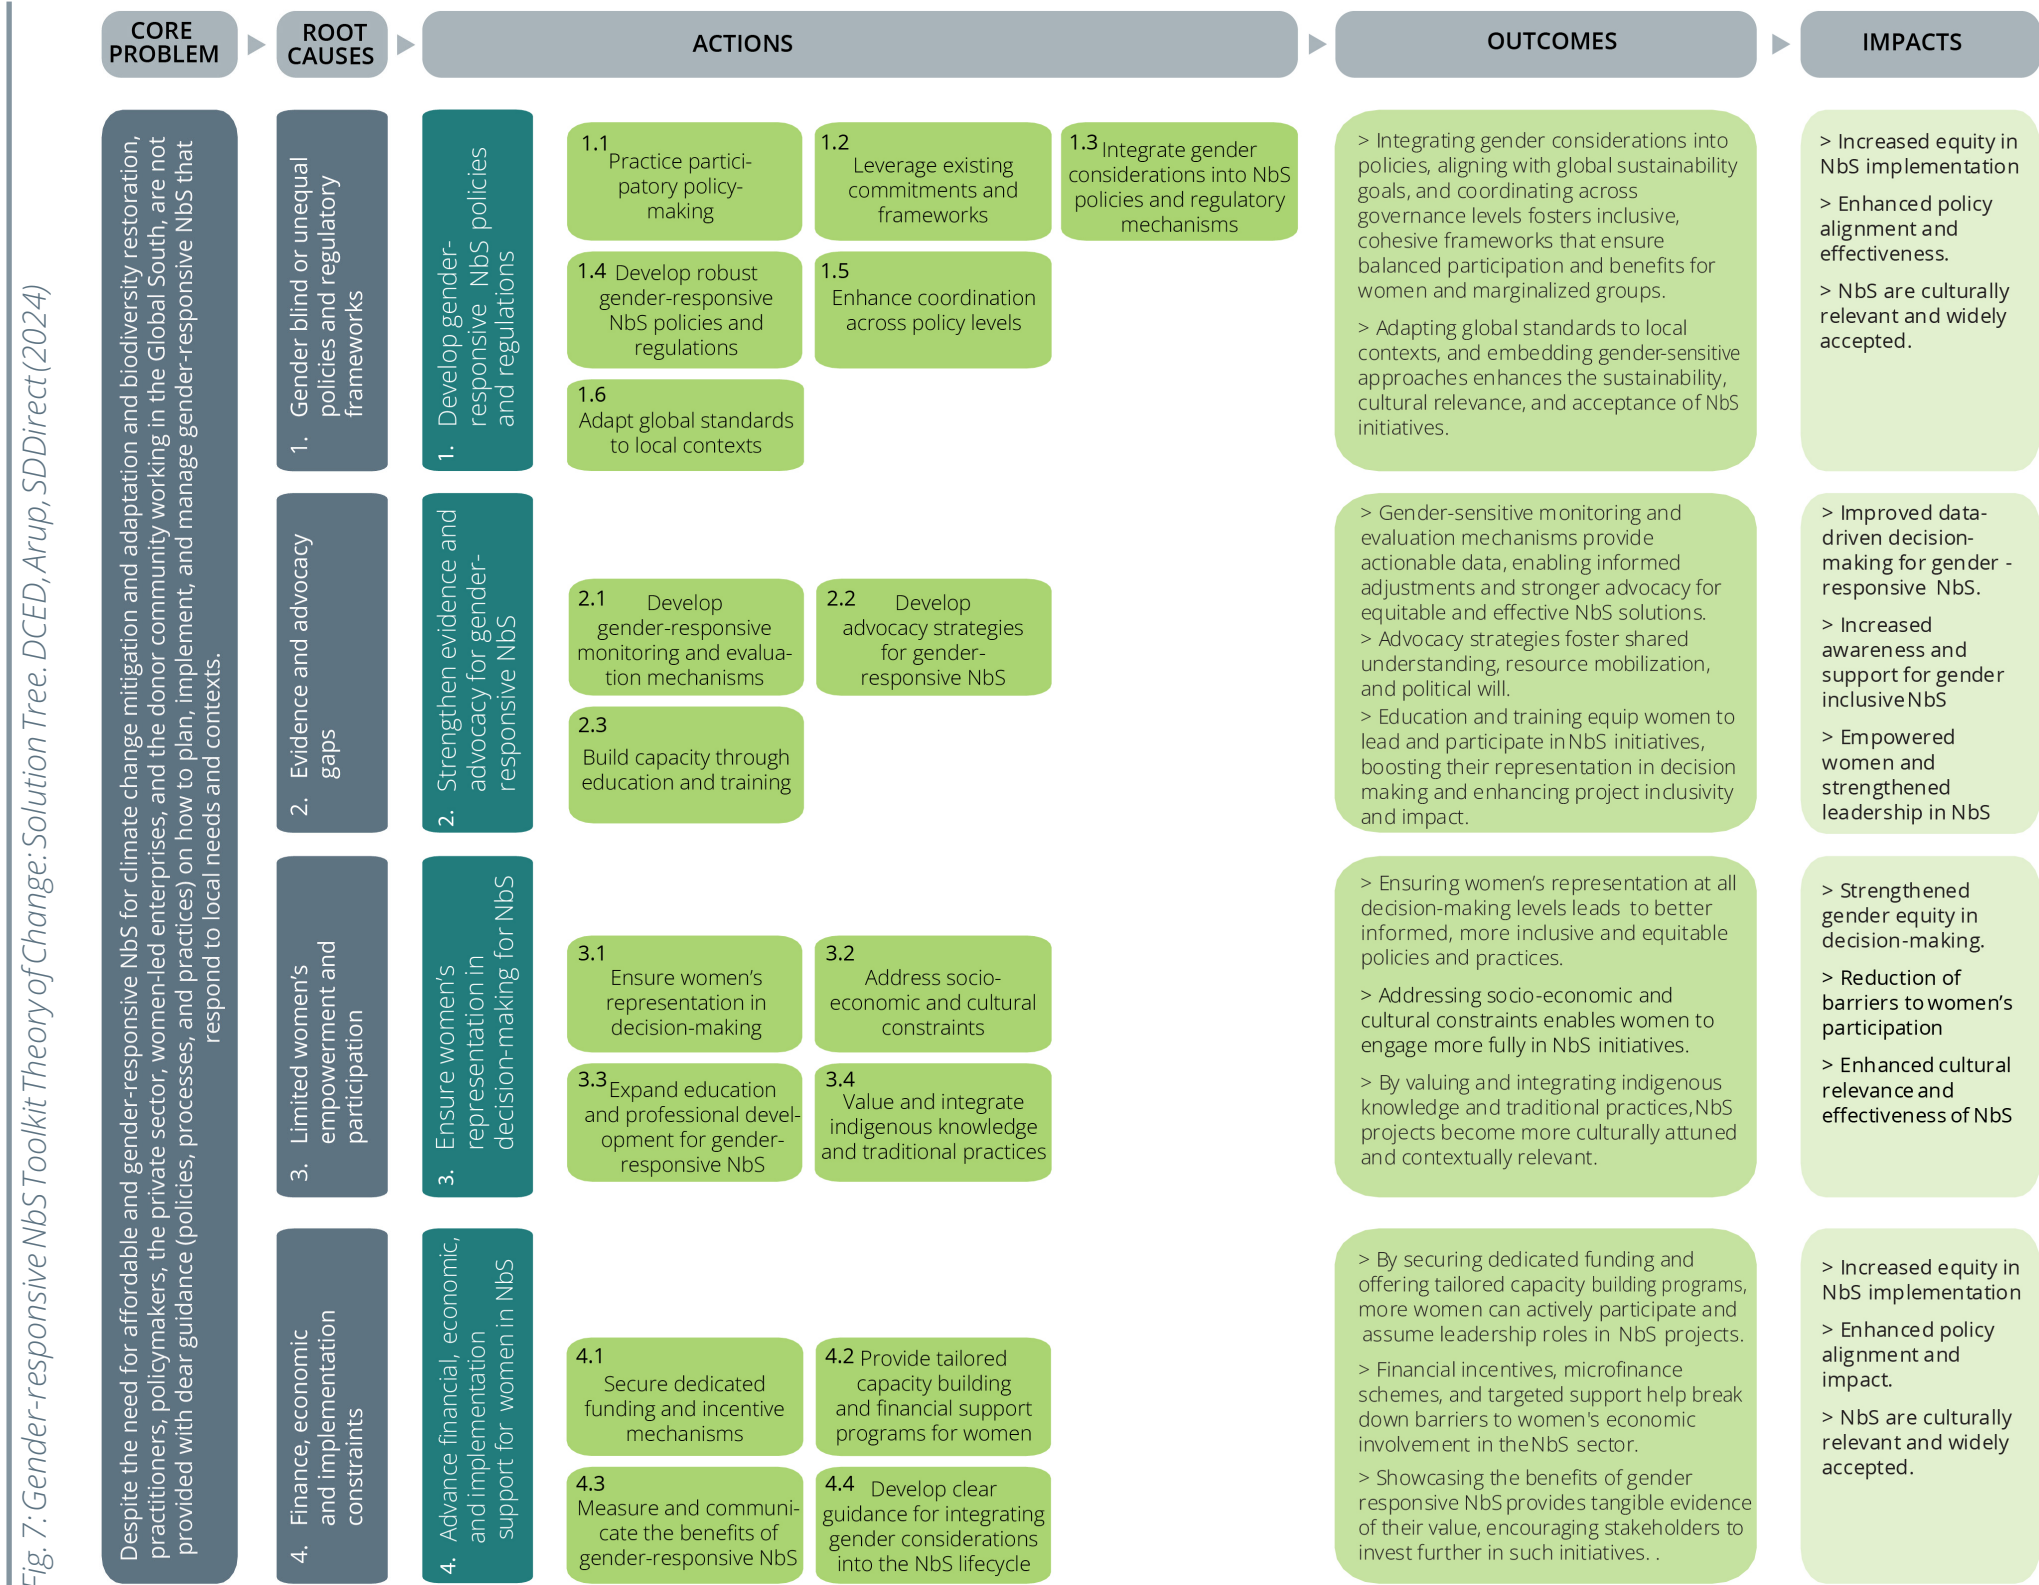 Fig. 7: Gender-responsive NbS Toolkit Theory of Change: Solution Tree. DCED, Arup, SDDirect (2024)
CORE
PROBLEM
ROOT
CAUSES
ACTIONS
OUTCOMES
IMPACTS
Despite the need for affordable and gender-responsive NbS for climate change mitigation and adaptation and biodiversity restoration,
practitioners, policymakers, the private sector, women-led enterprises, and the donor community working in the Global South, are not
provided with dear guidance (policies, processes, and practices) on how to plan, implement, and manage gender-responsive NbS that
respond to local needs and contexts.
1. Gender blind or unequal
policies and regulatory
frameworks
1. Develop gender-
responsive NbS policies
and regulations
1.1
Practice partici-
patory policy-
making
1.2
Leverage existing
commitments and
frameworks
1.3 Integrate gender
considerations into NbS
policies and regulatory
mechanisms
1.4 Develop robust
gender-responsive
NbS policies and
regulations
1.5
Enhance coordination
across policy levels
1.6
Adapt global standards
to local contexts
> Integrating gender considerations into
policies, aligning with global sustainability
goals, and coordinating across
governance levels fosters inclusive,
cohesive frameworks that ensure
balanced participation and benefits for
women and marginalized groups.
> Adapting global standards to local
contexts, and embedding gender-sensitive
approaches enhances the sustainability,
cultural relevance, and acceptance of NbS
initiatives.
> Increased equity in
NbS implementation
> Enhanced policy
alignment and
effectiveness.
> NbS are culturally
relevant and widely
accepted.
2. Evidence and advocacy
gaps
2. Strengthen evidence and
advocacy for gender-
responsive NbS
2.1 Develop
gender-responsive
monitoring and evalua-
tion mechanisms
2.2 Develop
advocacy strategies
for gender-
responsive NbS
2.3
Build capacity through
education and training
> Gender-sensitive monitoring and
evaluation mechanisms provide
actionable data, enabling informed
adjustments and stronger advocacy for
equitable and effective NbS solutions.
> Advocacy strategies foster shared
understanding, resource mobilization,
and political will.
> Education and training equip women to
lead and participate in NbS initiatives,
boosting their representation in decision
making and enhancing project inclusivity
and impact.
> Improved data-
driven decision-
making for gender -
responsive NbS.
> Increased
awareness and
support for gender
inclusive NbS
> Empowered
women and
strengthened
leadership in NbS
3. Limited women's
empowerment and
participation
3. Ensure women's
representation in
decision-making for NbS
3.1
Ensure women's
representation in
decision-making
3.2
Address socio-
economic and cultural
constraints
3.3 Expand education
and professional devel-
opment for gender-
responsive NbS
3.4
Value and integrate
indigenous knowledge
and traditional practices
> Ensuring women's representation at all
decision-making levels leads to better
informed, more inclusive and equitable
policies and practices.
> Addressing socio-economic and
cultural constraints enables women to
engage more fully in NbS initiatives.
> By valuing and integrating indigenous
knowledge and traditional practices, NbS
projects become more culturally attuned
and contextually relevant.
> Strengthened
gender equity in
decision-making.
> Reduction of
barriers to women's
participation
> Enhanced cultural
relevance and
effectiveness of NbS
4. Finance, economic
and implementation
constraints
4. Advance financial, economic,
and implementation
support for women in NbS
4.1
Secure dedicated
funding and incentive
mechanisms
4.2 Provide tailored
capacity building
and financial support
programs for women
4.3
Measure and communi-
cate the benefits of
gender-responsive NbS
4.4 Develop clear
guidance for integrating
gender considerations
into the NbS lifecycle
> By securing dedicated funding and
offering tailored capacity building programs,
more women can actively participate and
assume leadership roles in NbS projects.
> Financial incentives, microfinance
schemes, and targeted support help break
down barriers to women's economic
involvement in the NbS sector.
> Showcasing the benefits of gender
responsive NbS provides tangible evidence
of their value, encouraging stakeholders to
invest further in such initiatives. .
> Increased equity in
NbS implementation
> Enhanced policy
alignment and
impact.
> NbS are culturally
relevant and widely
accepted.